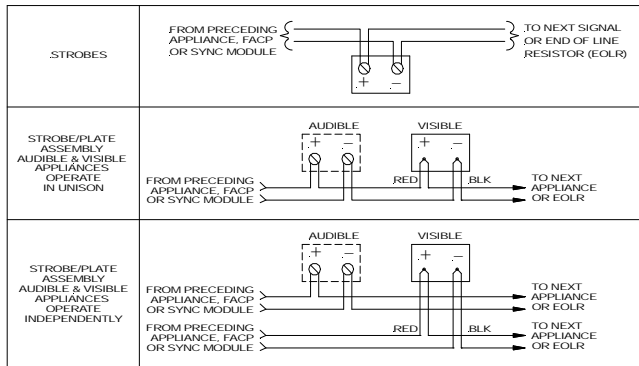 STROBES
FROM PRECEDING
APPLIANCE, FACP
OR SYNC MODULE
TO NEXT SIGNAL
OR END OF LINE
RESISTOR (EOLR)
+ −
STROBE/PLATE
ASSEMBLY
AUDIBLE & VISIBLE
APPLIANCES
OPERATE
IN UNISON
AUDIBLE
+ −
VISIBLE
+ −
FROM PRECEDING
APPLIANCE, FACP
OR SYNC MODULE
RED
BLK
TO NEXT
APPLIANCE
OR EOLR
STROBE/PLATE
ASSEMBLY
AUDIBLE & VISIBLE
APPLIANCES
OPERATE
INDEPENDENTLY
AUDIBLE
+ −
VISIBLE
+ −
FROM PRECEDING
APPLIANCE, FACP
OR SYNC MODULE
TO NEXT
APPLIANCE
OR EOLR
FROM PRECEDING
APPLIANCE, FACP
OR SYNC MODULE
RED
BLK
TO NEXT
APPLIANCE
OR EOLR